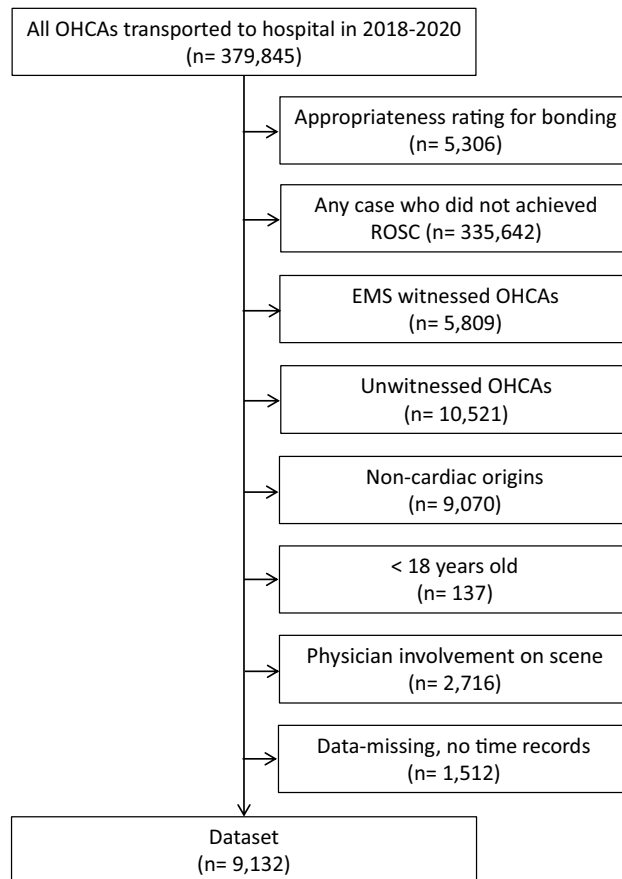 All OHCAs transported to hospital in 2018-2020
(n= 379,845)
Appropriateness rating for bonding
(n= 5,306)
Any case who did not achieved
ROSC (n= 335,642)
EMS witnessed OHCAs
(n= 5,809)
Unwitnessed OHCAs
(n= 10,521)
Non-cardiac origins
(n= 9,070)
< 18 years old
(n= 137)
Physician involvement on scene
(n= 2,716)
Data-missing, no time records
(n= 1,512)
Dataset
(n= 9,132)